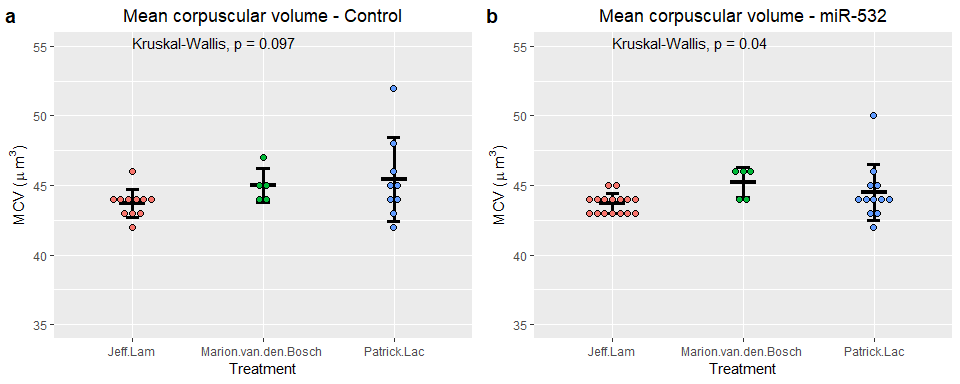 a
Mean corpuscular volume - Control
Kruskal-Wallis, p = 0.097
55
50
45
40
35
MCV (μm³)
Jeff.Lam Marion.van.den.Bosch Patrick.Lac
Treatment
b
Mean corpuscular volume - miR-532
Kruskal-Wallis, p = 0.04
55
50
45
40
35
MCV (μm³)
Jeff.Lam Marion.van.den.Bosch Patrick.Lac
Treatment